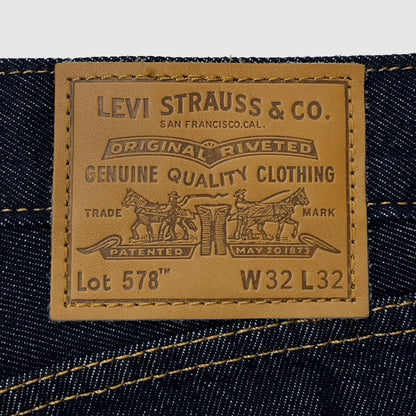 LEVI STRAUSS & CO.
SAN FRANCISCO, CAL.
ORIGINAL RIVETED
GENUINE QUALITY CLOTHING
TRADE MARK
PATENTED MAY 20 1873
Lot 578™ W32 L32